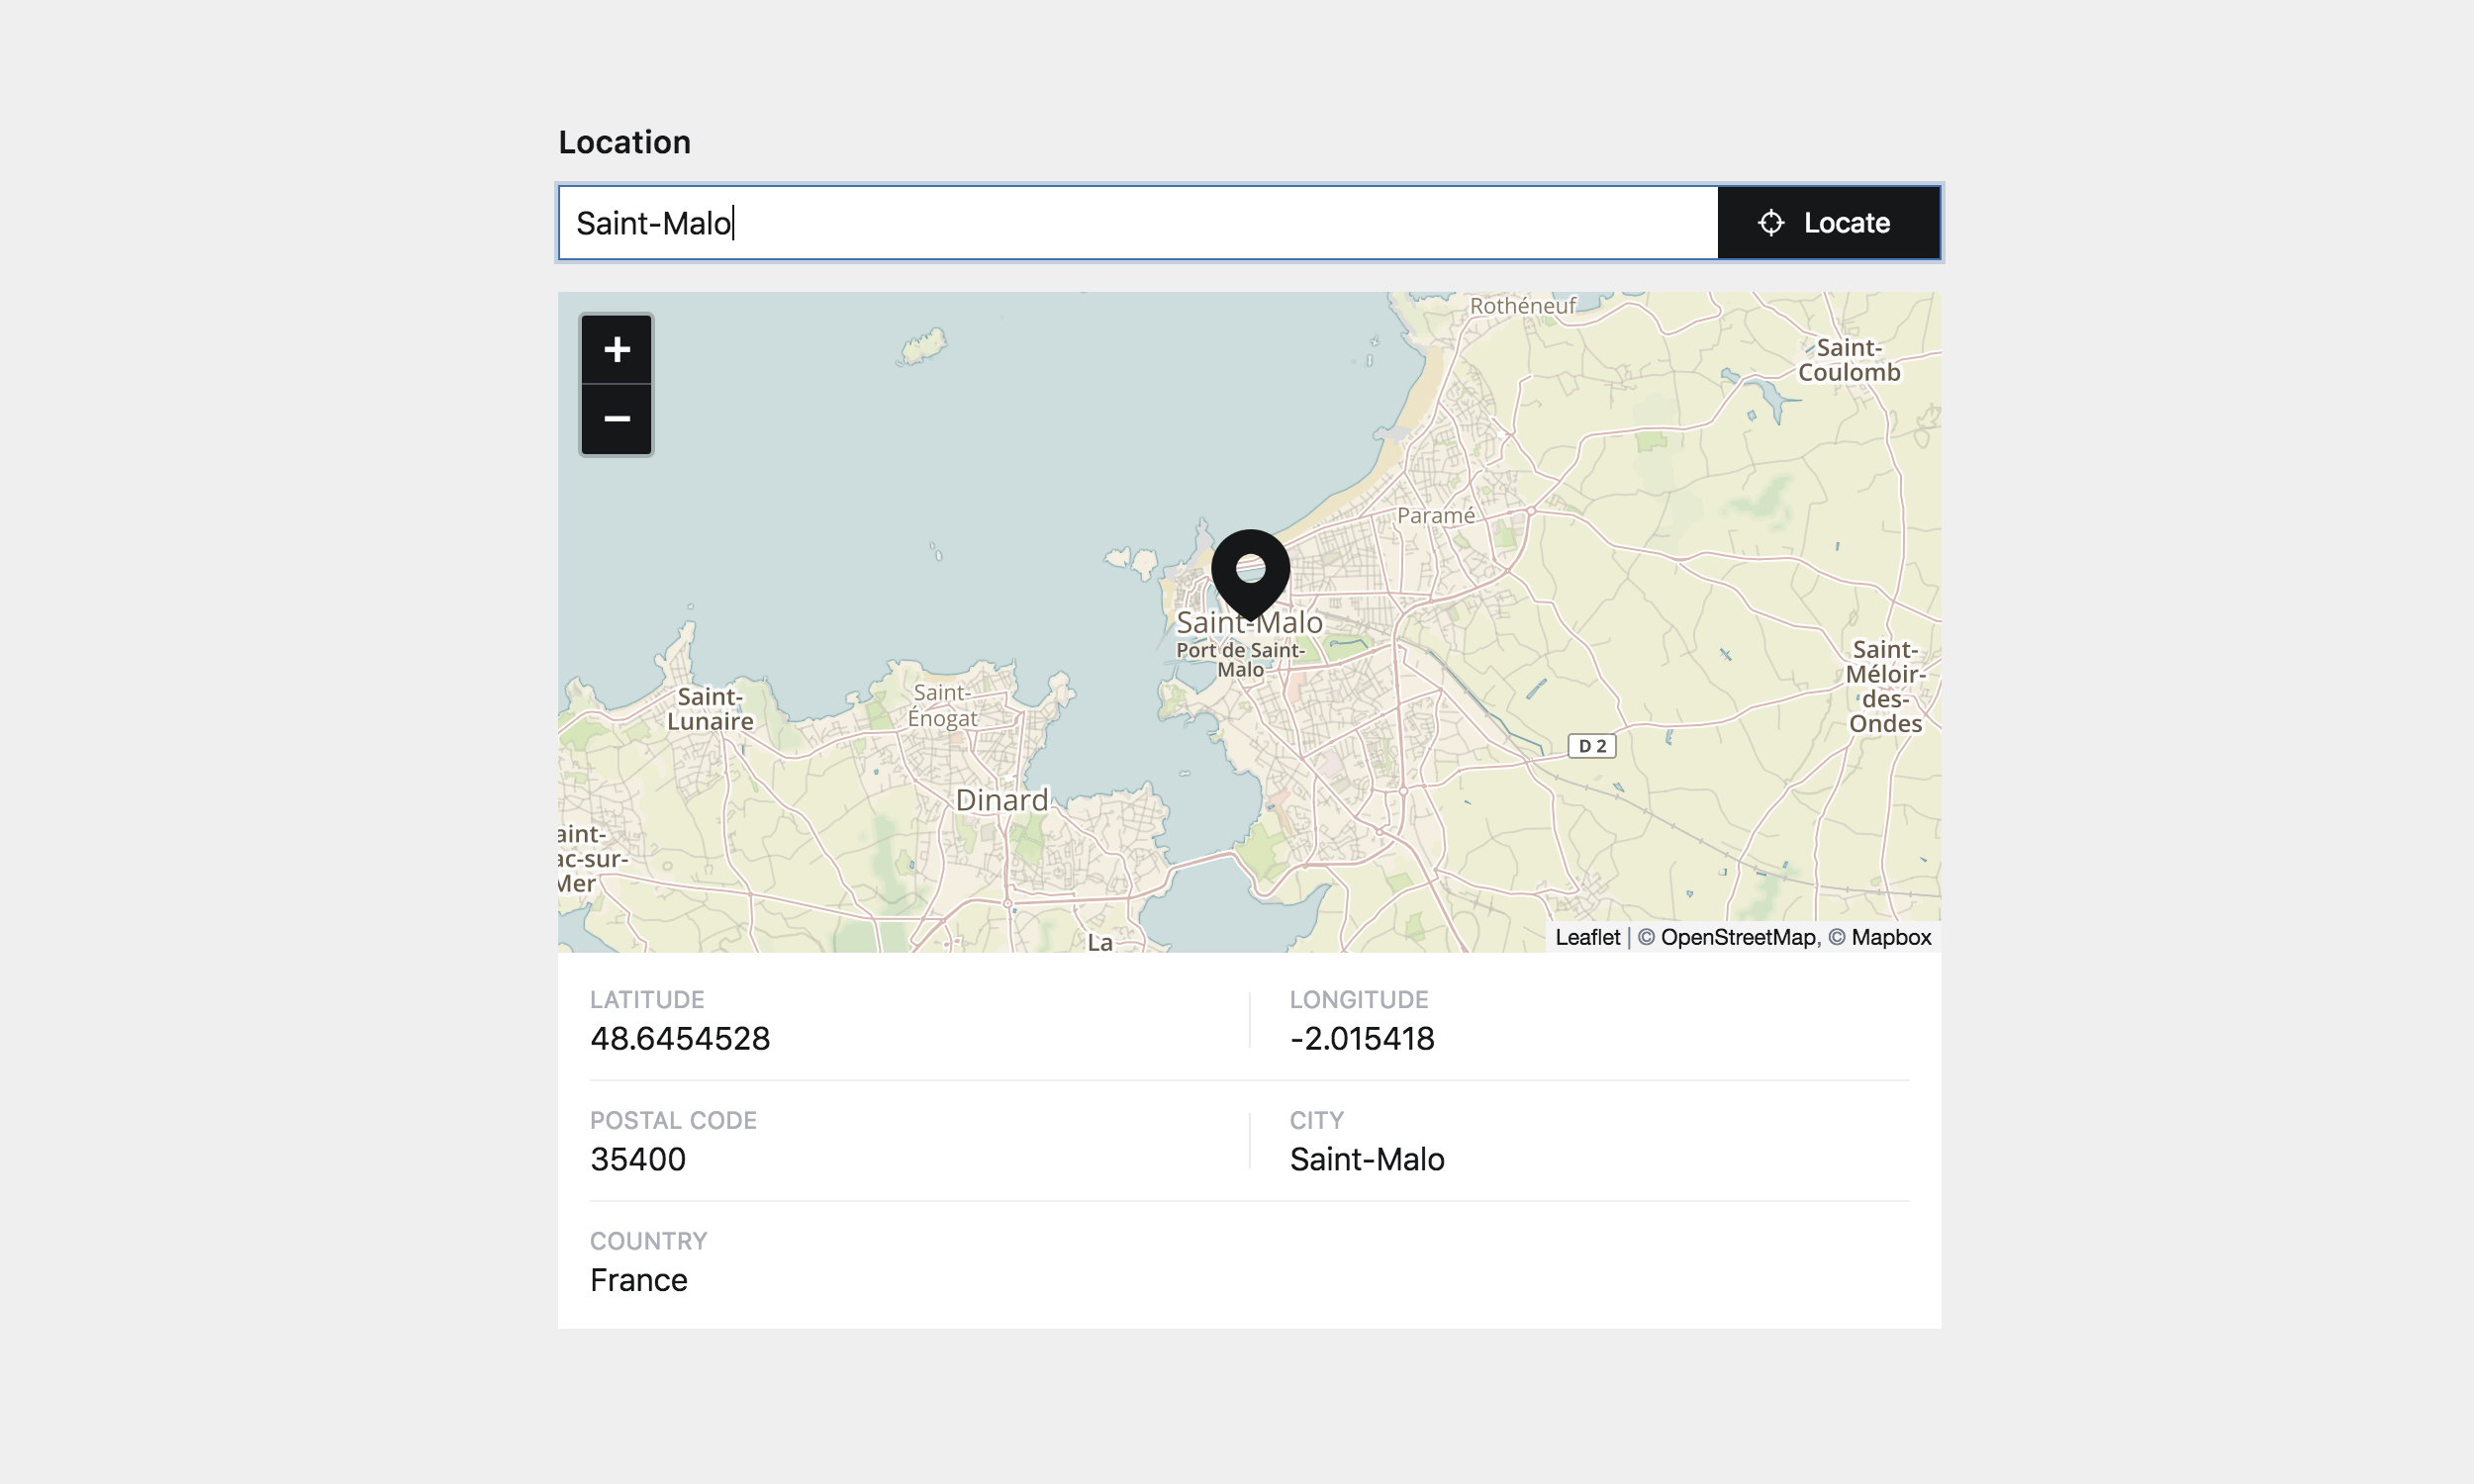 Location
Saint-Malo
Locate
+
−
Rothéneuf
Saint-
Coulomb
Paramé
Saint-Malo
Port de Saint-
Malo
Saint-
Méloir-
des-
Ondes
Saint-
Lunaire
Saint-
Énogat
D 2
Dinard
aint-
ac-sur-
Mer
La
Leaflet | © OpenStreetMap, © Mapbox
LATITUDE
48.6454528
LONGITUDE
-2.015418
POSTAL CODE
35400
CITY
Saint-Malo
COUNTRY
France